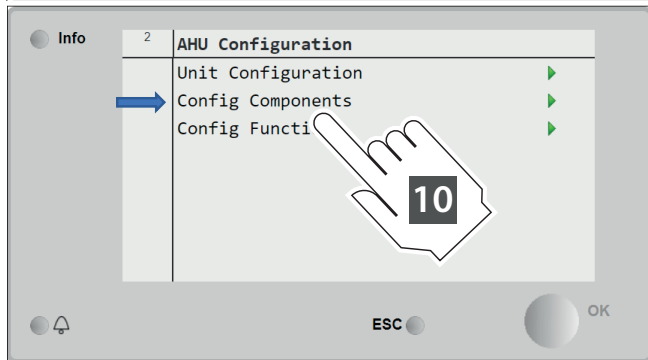 Info
2
AHU Configuration
Unit Configuration
Config Components
Config Functi
10
ESC
OK